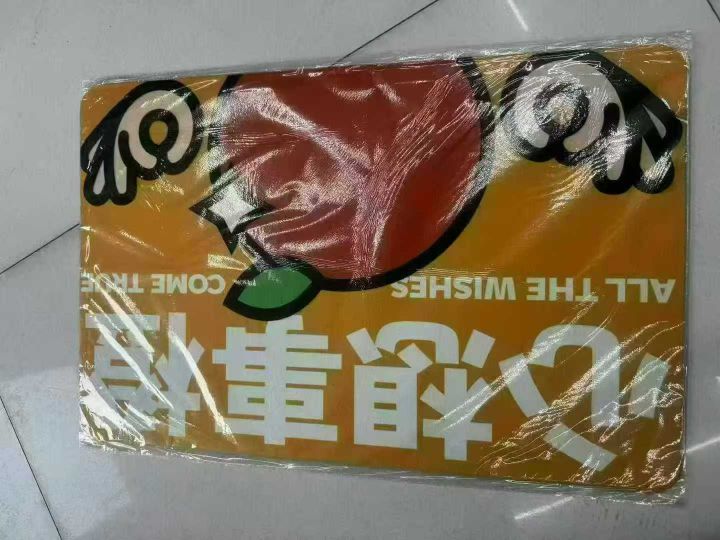 心想事橙
ALL THE WISHES COME TRUE